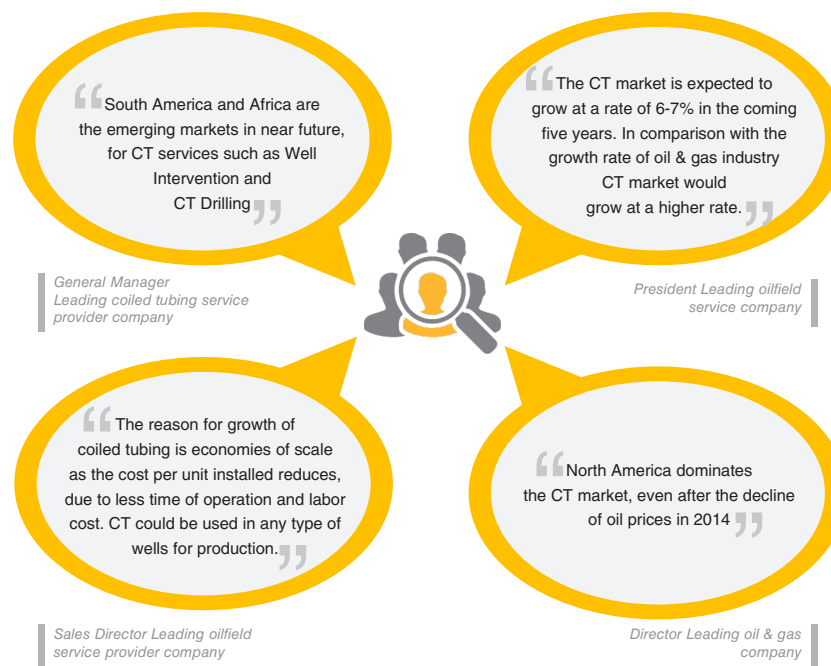 “South America and Africa are
the emerging markets in near future,
for CT services such as Well
Intervention and
CT Drilling”
General Manager
Leading coiled tubing service
provider company
“The CT market is expected to
grow at a rate of 6-7% in the coming
five years. In comparison with the
growth rate of oil & gas industry
CT market would
grow at a higher rate.”
President Leading oilfield
service company
“The reason for growth of
coiled tubing is economies of scale
as the cost per unit installed reduces,
due to less time of operation and labor
cost. CT could be used in any type of
wells for production.”
Sales Director Leading oilfield
service provider company
“North America dominates
the CT market, even after the decline
of oil prices in 2014”
Director Leading oil & gas
company